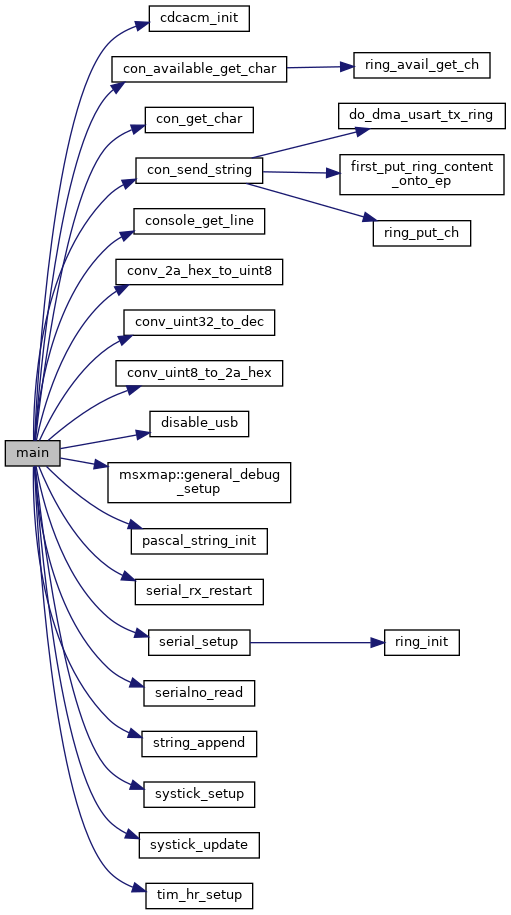 cdcacm_init
con_available_get_char
ring_avail_get_ch
con_get_char
do_dma_usart_tx_ring
con_send_string
first_put_ring_content
_onto_ep
console_get_line
ring_put_ch
conv_2a_hex_to_uint8
conv_uint32_to_dec
conv_uint8_to_2a_hex
disable_usb
main
msxmap::general_debug
_setup
pascal_string_init
serial_rx_restart
serial_setup
ring_init
serialno_read
string_append
systick_setup
systick_update
tim_hr_setup